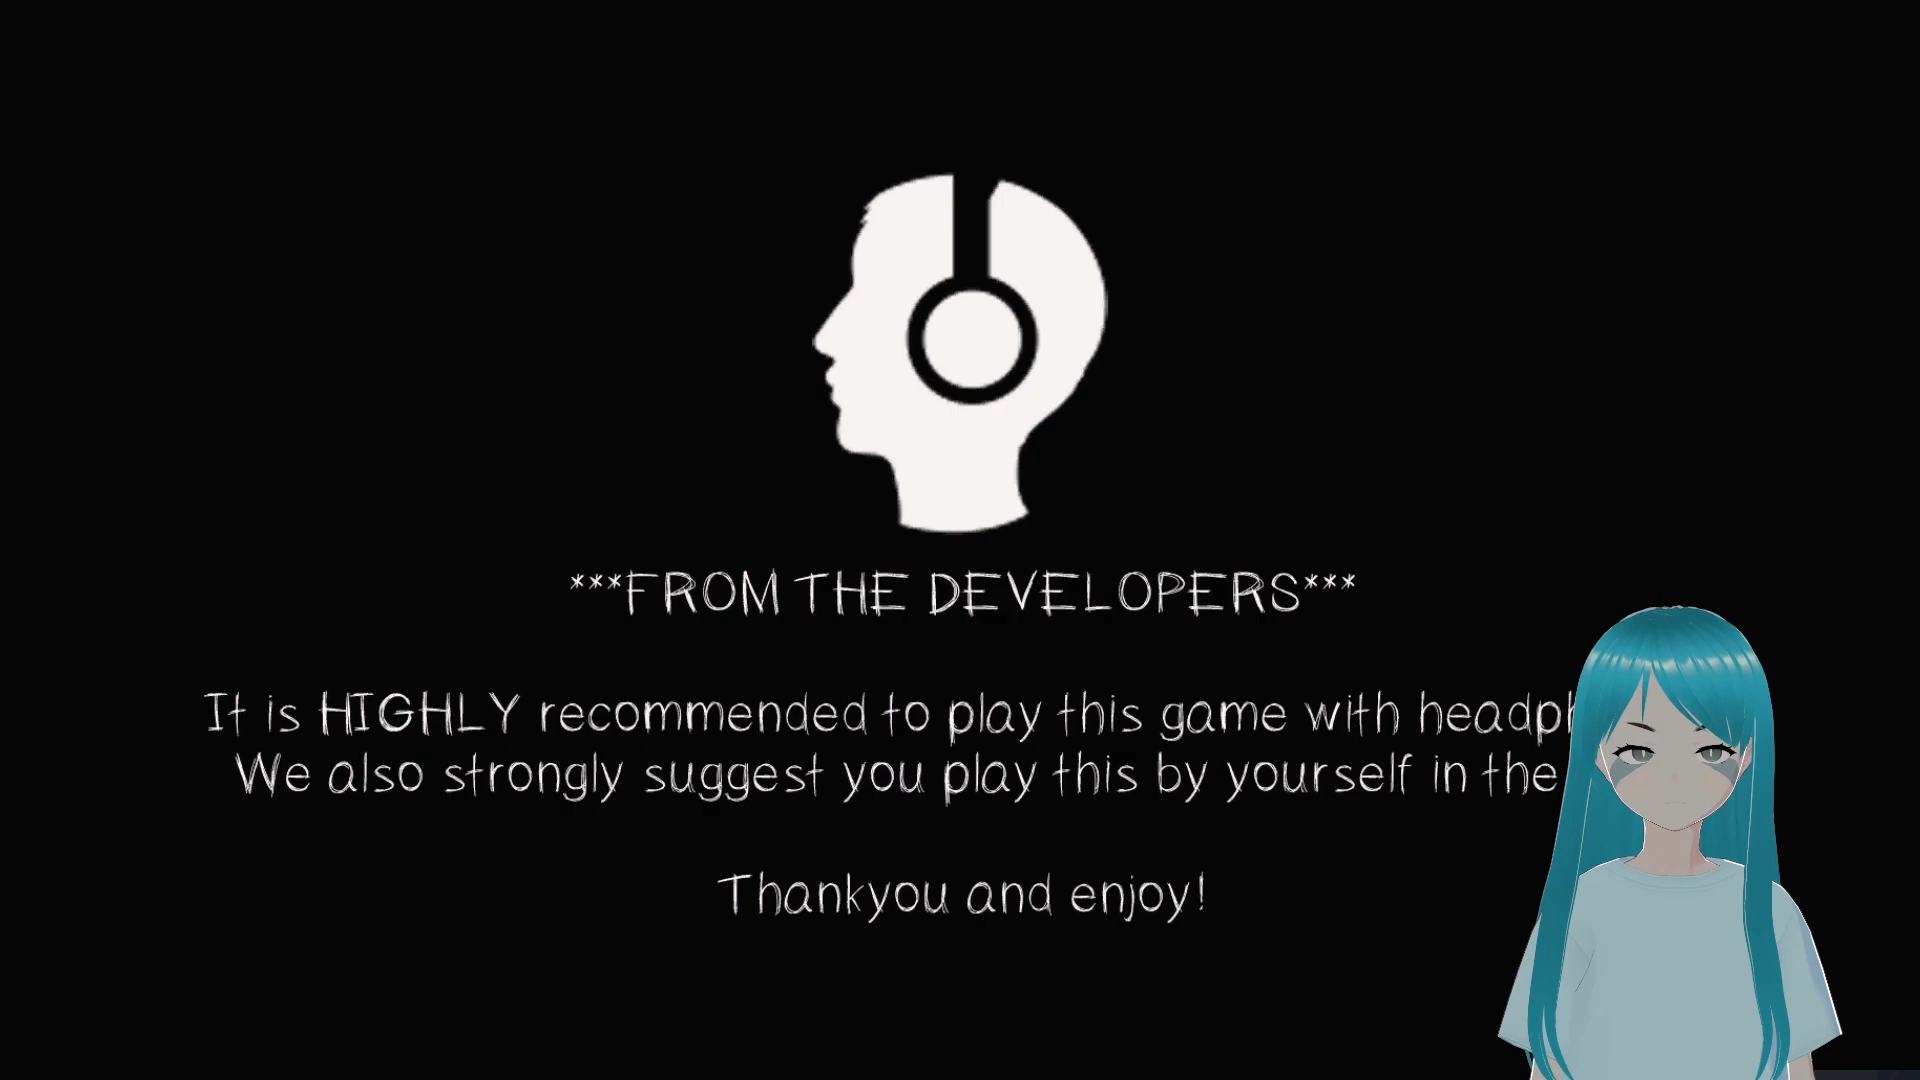 ***FROM THE DEVELOPERS***
It is HIGHLY recommended to play this game with
We also strongly suggest you play this by yourself in the
Thankyou and enjoy!